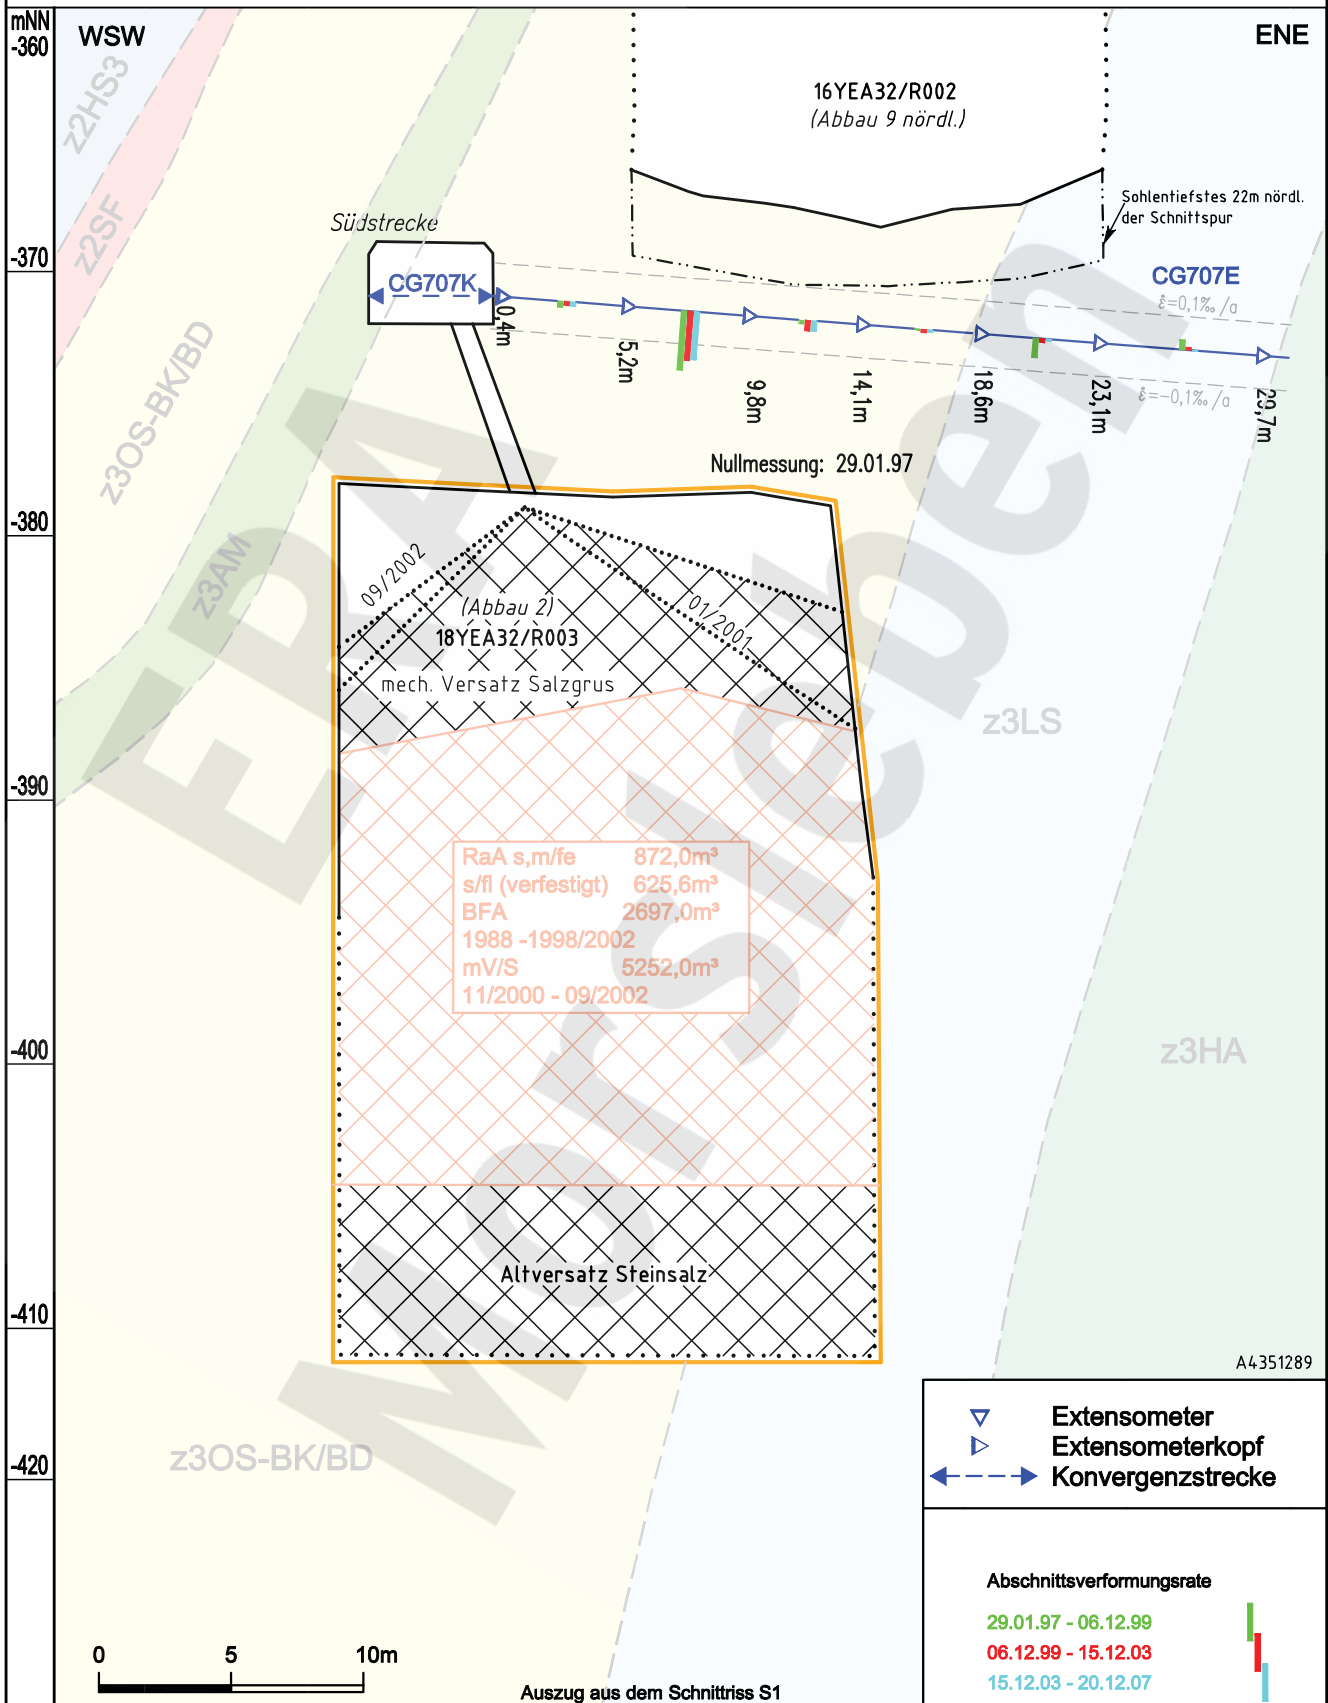 mNN
WSW
ENE
-360
z2HS3
16YEA32/R002
(Abbau 9 nördl.)
Sohlentiefstes 22m nördl.
der Schnittspur
z2SF
Südstrecke
-370
CG707K
CG707E
ε̇=0,1‰/a
0,4m
5,2m
9,8m
14,1m
18,6m
23,1m
29,7m
ε̇=-0,1‰/a
z3OS-BK/BD
Nullmessung: 29.01.97
-380
09/2002
z3AM
(Abbau 2)
01/2001
18YEA32/R003
mech. Versatz Salzgrus
z3LS
-390
RaA s,m/fe 872,0m³
s/fl (verfestigt) 625,6m³
BFA 2697,0m³
1988 -1998/2002
mV/S 5252,0m³
11/2000 - 09/2002
-400
z3HA
ERA
Morsleben
Altversatz Steinsalz
-410
A4351289
Extensometer
Extensometerkopf
Konvergenzstrecke
z3OS-BK/BD
-420
Abschnittsverformungsrate
29.01.97 - 06.12.99
06.12.99 - 15.12.03
15.12.03 - 20.12.07
0 5 10m
Auszug aus dem Schnittriss S1